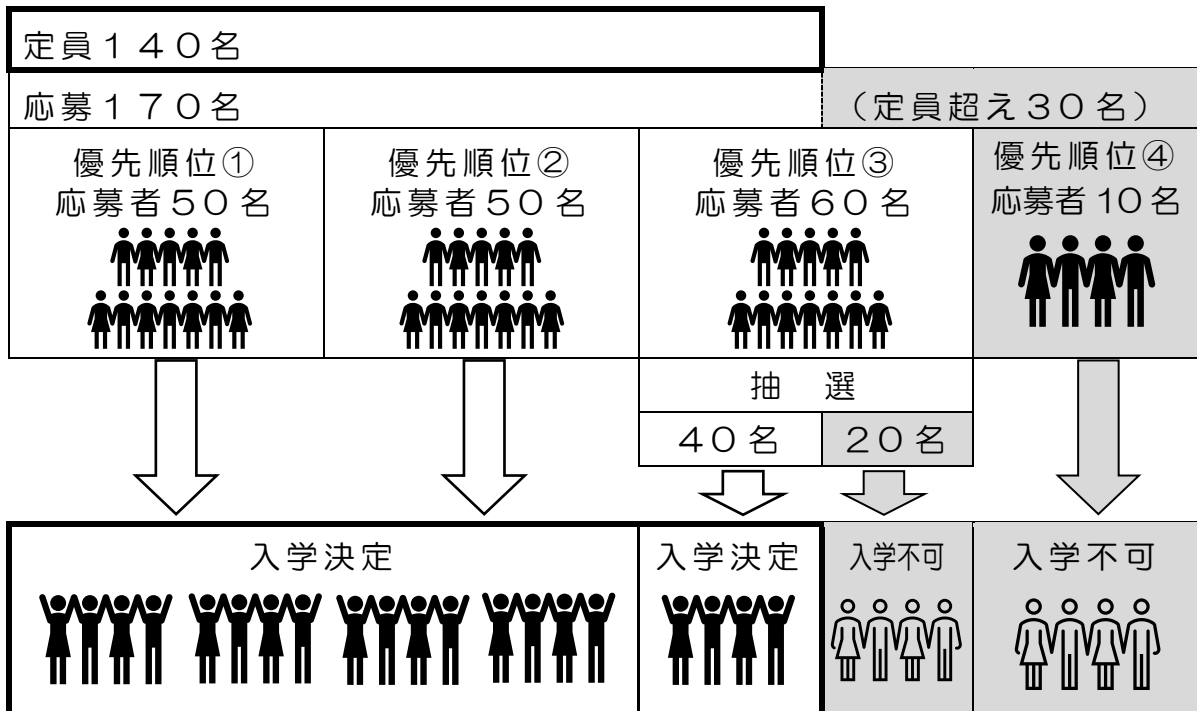 定員１４０名
応募１７０名
（定員超え３０名）
優先順位①
応募者５０名
優先順位②
応募者５０名
優先順位③
応募者６０名
優先順位④
応募者10名
抽　選
４０名
２０名
入学決定
入学決定
入学不可
入学不可